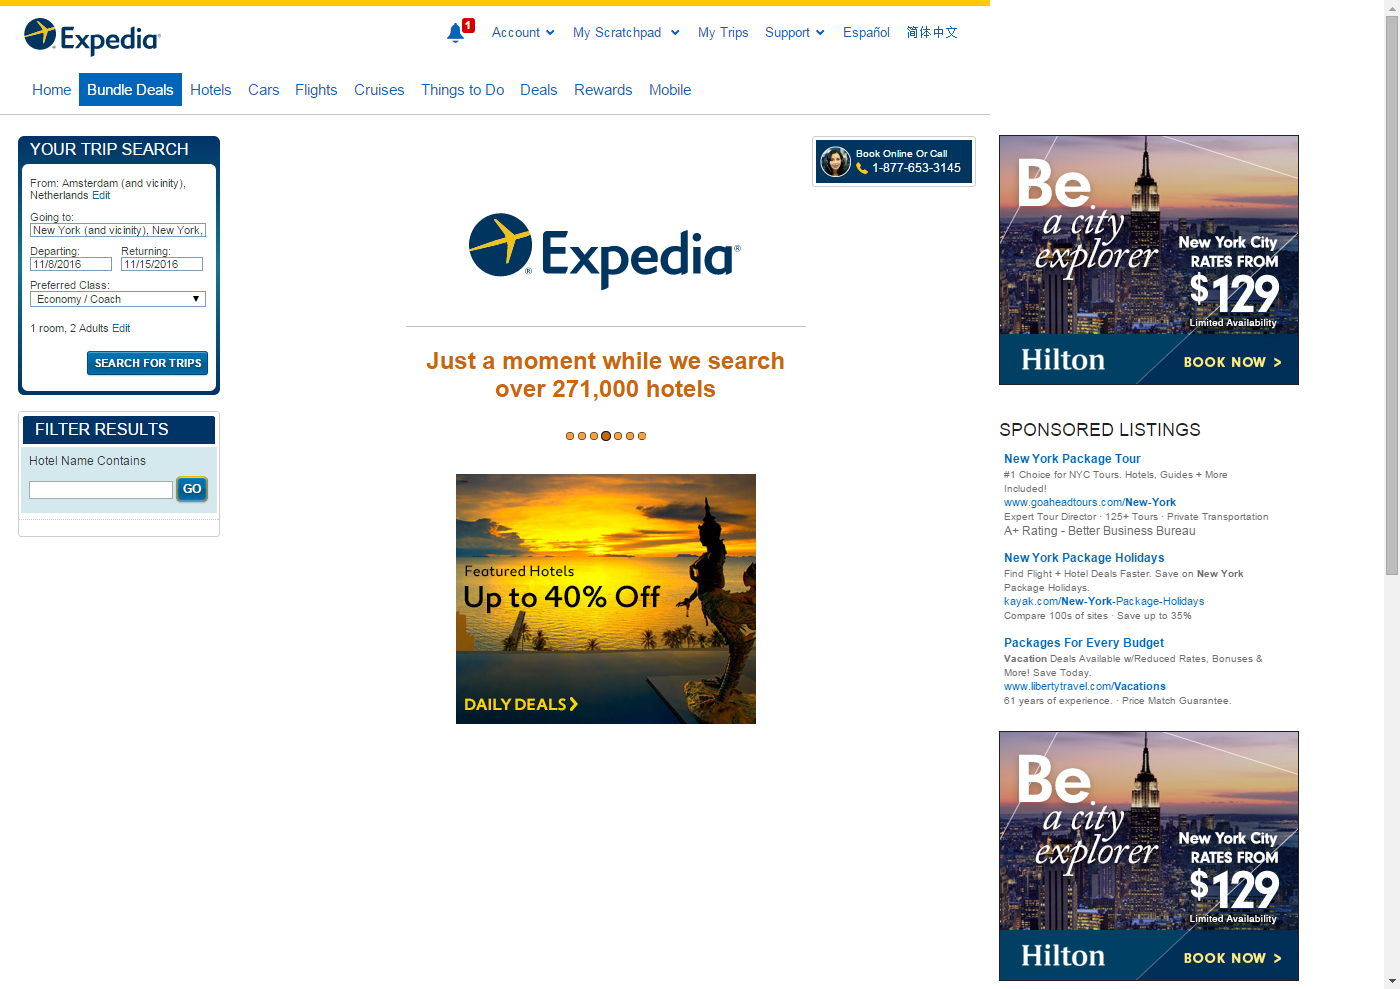 Expedia
1
Account
My Scratchpad
My Trips
Support
Español
简体中文
Home
Bundle Deals
Hotels
Cars
Flights
Cruises
Things to Do
Deals
Rewards
Mobile
YOUR TRIP SEARCH
From: Amsterdam (and vicinity),
Netherlands Edit
Going to:
New York (and vicinity), New York,
Departing:
Returning:
11/8/2016
11/15/2016
Preferred Class:
Economy / Coach
1 room, 2 Adults Edit
SEARCH FOR TRIPS
FILTER RESULTS
Hotel Name Contains
GO
Book Online Or Call
1-877-653-3145
Expedia®
Just a moment while we search
over 271,000 hotels
Featured Hotels
Up to 40% Off
DAILY DEALS
Be
a city
explorer
New York City
RATES FROM
$129
Limited Availability
Hilton
BOOK NOW >
SPONSORED LISTINGS
New York Package Tour
#1 Choice for NYC Tours. Hotels, Guides + More
Included!
www.goaheadtours.com/New-York
Expert Tour Director · 125+ Tours · Private Transportation
A+ Rating - Better Business Bureau
New York Package Holidays
Find Flight + Hotel Deals Faster. Save on New York
Package Holidays.
kayak.com/New-York-Package-Holidays
Compare 100s of sites · Save up to 35%
Packages For Every Budget
Vacation Deals Available w/Reduced Rates, Bonuses &
More! Save Today.
www.libertytravel.com/Vacations
61 years of experience. · Price Match Guarantee.
Be
a city
explorer
New York City
RATES FROM
$129
Limited Availability
Hilton
BOOK NOW >